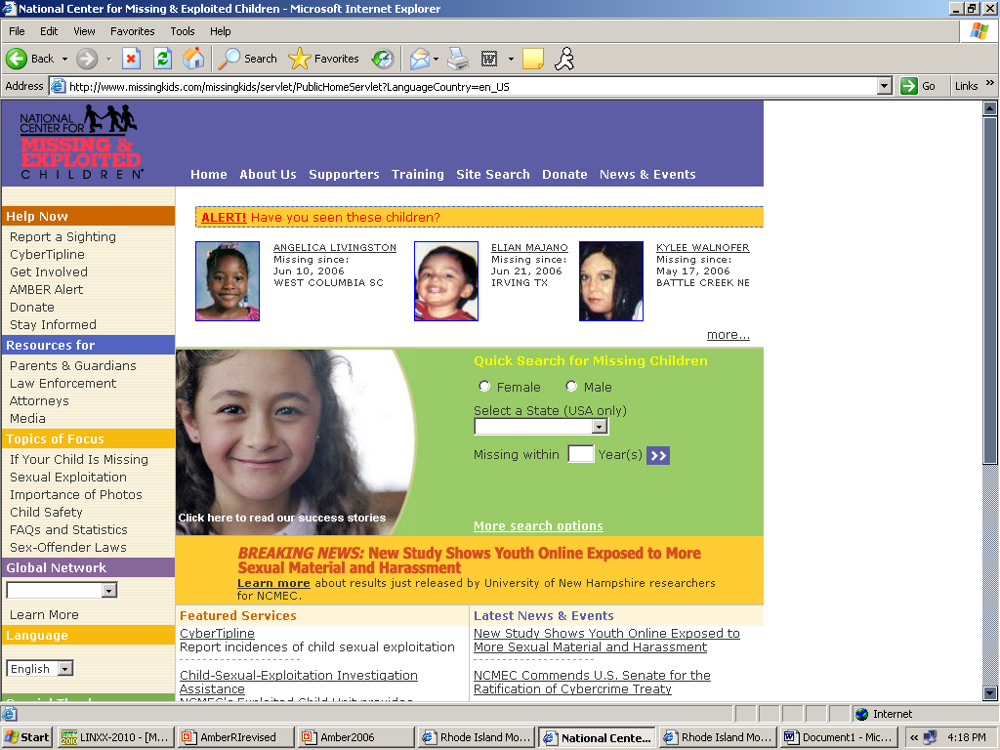 National Center for Missing & Exploited Children - Microsoft Internet Explorer
File Edit View Favorites Tools Help
Back Search Favorites
Address http://www.missingkids.com/missingkids/servlet/PublicHomeServlet?LanguageCountry=en_US Go Links »
NATIONAL
CENTER FOR
MISSING &
EXPLOITED
CHILDREN
Home About Us Supporters Training Site Search Donate News & Events
Help Now
Report a Sighting
CyberTipline
Get Involved
AMBER Alert
Donate
Stay Informed
Resources for
Parents & Guardians
Law Enforcement
Attorneys
Media
Topics of Focus
If Your Child Is Missing
Sexual Exploitation
Importance of Photos
Child Safety
FAQs and Statistics
Sex-Offender Laws
Global Network
Learn More
Language
English
ALERT! Have you seen these children?
ANGELICA LIVINGSTON
Missing since:
Jun 10, 2006
WEST COLUMBIA SC
ELIAN MAJANO
Missing since:
Jun 21, 2006
IRVING TX
KYLEE WALNOFER
Missing since:
May 17, 2006
BATTLE CREEK NE
more...
Click here to read our success stories
Quick Search for Missing Children
Female Male
Select a State (USA only)
Missing within Year(s) >>
More search options
BREAKING NEWS: New Study Shows Youth Online Exposed to More
Sexual Material and Harassment
Learn more about results just released by University of New Hampshire researchers
for NCMEC.
Featured Services
CyberTipline
Report incidences of child sexual exploitation
Child-Sexual-Exploitation Investigation
Assistance
NCMEC's Exploited Child Unit provides
Latest News & Events
New Study Shows Youth Online Exposed to
More Sexual Material and Harassment
NCMEC Commends U.S. Senate for the
Ratification of Cybercrime Treaty
Internet
Start LINXX-2010 - [M... AmberRIrevised Amber2006 Rhode Island Mo... National Cente... Rhode Island Mo... Document1 - Mic... « 4:18 PM